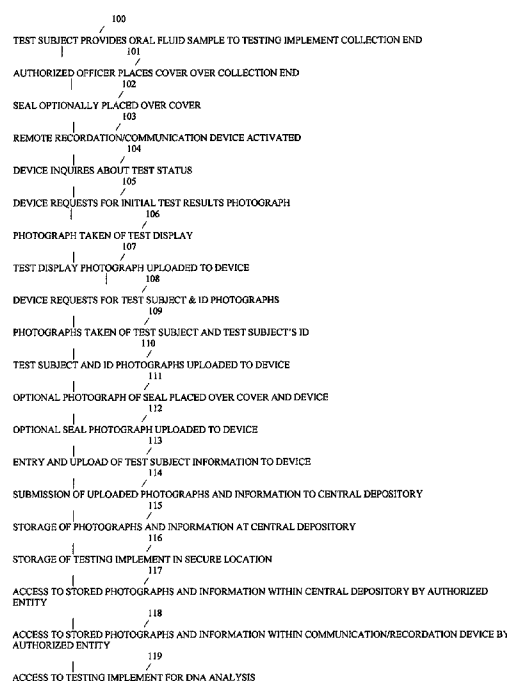 100
TEST SUBJECT PROVIDES ORAL FLUID SAMPLE TO TESTING IMPLEMENT COLLECTION END
101
AUTHORIZED OFFICER PLACES COVER OVER COLLECTION END
102
SEAL OPTIONALLY PLACED OVER COVER
103
REMOTE RECORDATION/COMMUNICATION DEVICE ACTIVATED
104
DEVICE INQUIRES ABOUT TEST STATUS
105
DEVICE REQUESTS FOR INITIAL TEST RESULTS PHOTOGRAPH
106
PHOTOGRAPH TAKEN OF TEST DISPLAY
107
TEST DISPLAY PHOTOGRAPH UPLOADED TO DEVICE
108
DEVICE REQUESTS FOR TEST SUBJECT & ID PHOTOGRAPHS
109
PHOTOGRAPHS TAKEN OF TEST SUBJECT AND TEST SUBJECT'S ID
110
TEST SUBJECT AND ID PHOTOGRAPHS UPLOADED TO DEVICE
111
OPTIONAL PHOTOGRAPH OF SEAL PLACED OVER COVER AND DEVICE
112
OPTIONAL SEAL PHOTOGRAPH UPLOADED TO DEVICE
113
ENTRY AND UPLOAD OF TEST SUBJECT INFORMATION TO DEVICE
114
SUBMISSION OF UPLOADED PHOTOGRAPHS AND INFORMATION TO CENTRAL DEPOSITORY
115
STORAGE OF PHOTOGRAPHS AND INFORMATION AT CENTRAL DEPOSITORY
116
STORAGE OF TESTING IMPLEMENT IN SECURE LOCATION
117
ACCESS TO STORED PHOTOGRAPHS AND INFORMATION WITHIN CENTRAL DEPOSITORY BY AUTHORIZED
ENTITY
118
ACCESS TO STORED PHOTOGRAPHS AND INFORMATION WITHIN COMMUNICATION/RECORDATION DEVICE BY
AUTHORIZED ENTITY
119
ACCESS TO TESTING IMPLEMENT FOR DNA ANALYSIS